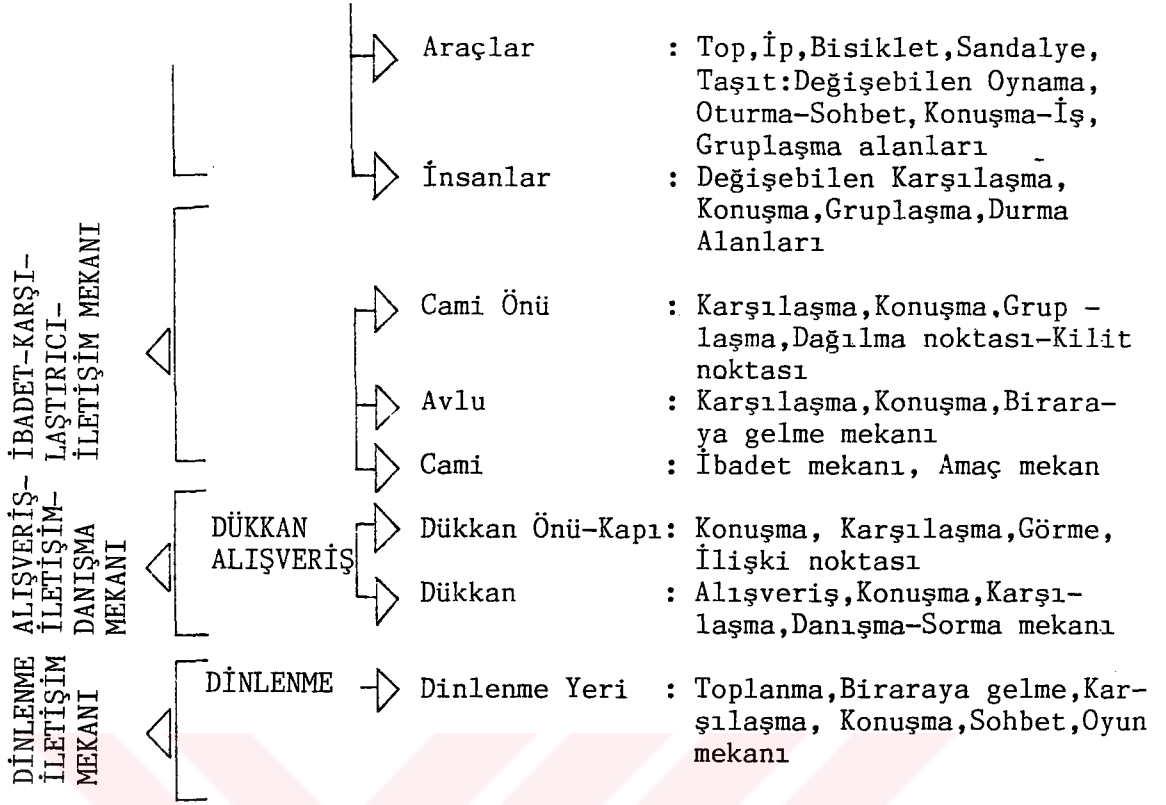 Araçlar : Top,İp,Bisiklet,Sandalye,
Taşıt:Değişebilen Oynama,
Oturma-Sohbet,Konuşma-İş,
Gruplaşma alanları
İnsanlar : Değişebilen Karşılaşma,
Konuşma,Gruplaşma,Durma
Alanları
İBADET-KARŞI-
LAŞTIRICI-
İLETİŞİM MEKANI
Cami Önü : Karşılaşma,Konuşma,Grup -
laşma,Dağılma noktası-Kilit
noktası
Avlu : Karşılaşma,Konuşma,Birara-
ya gelme mekanı
Cami : İbadet mekanı, Amaç mekan
ALIŞVERİŞ-
İLETİŞİM-
DANIŞMA
MEKANI
DÜKKAN
ALIŞVERİŞ
Dükkan Önü-Kapı: Konuşma, Karşılaşma,Görme,
İlişki noktası
Dükkan : Alışveriş,Konuşma,Karşı-
laşma,Danışma-Sorma mekanı
DİNLENME
İLETİŞİM
MEKANI
DİNLENME
Dinlenme Yeri : Toplanma,Biraraya gelme,Kar-
şılaşma, Konuşma,Sohbet,Oyun
mekanı